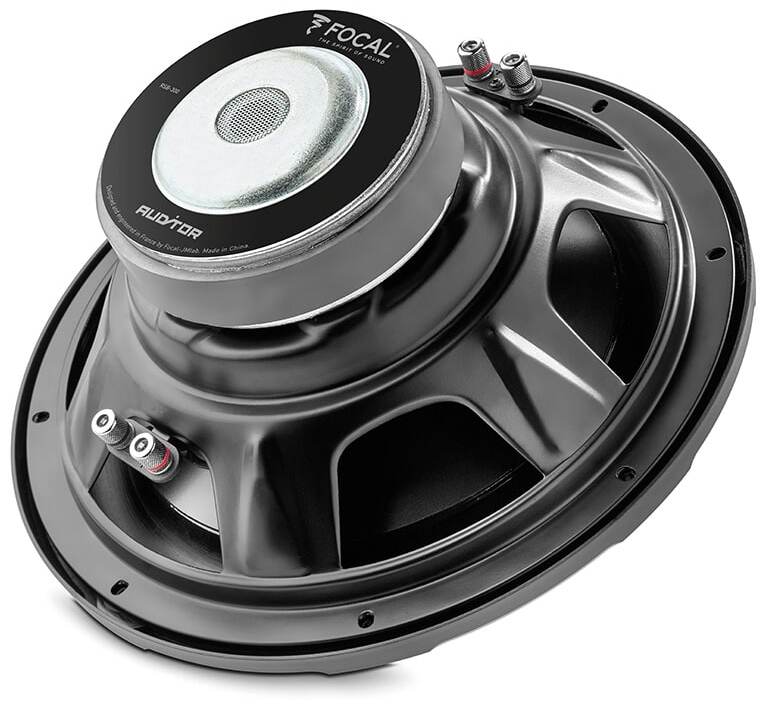 FOCAL®
THE SPIRIT OF SOUND
RSB-300
AUDITOR
Designed and engineered in France by Focal-JMlab. Made in China